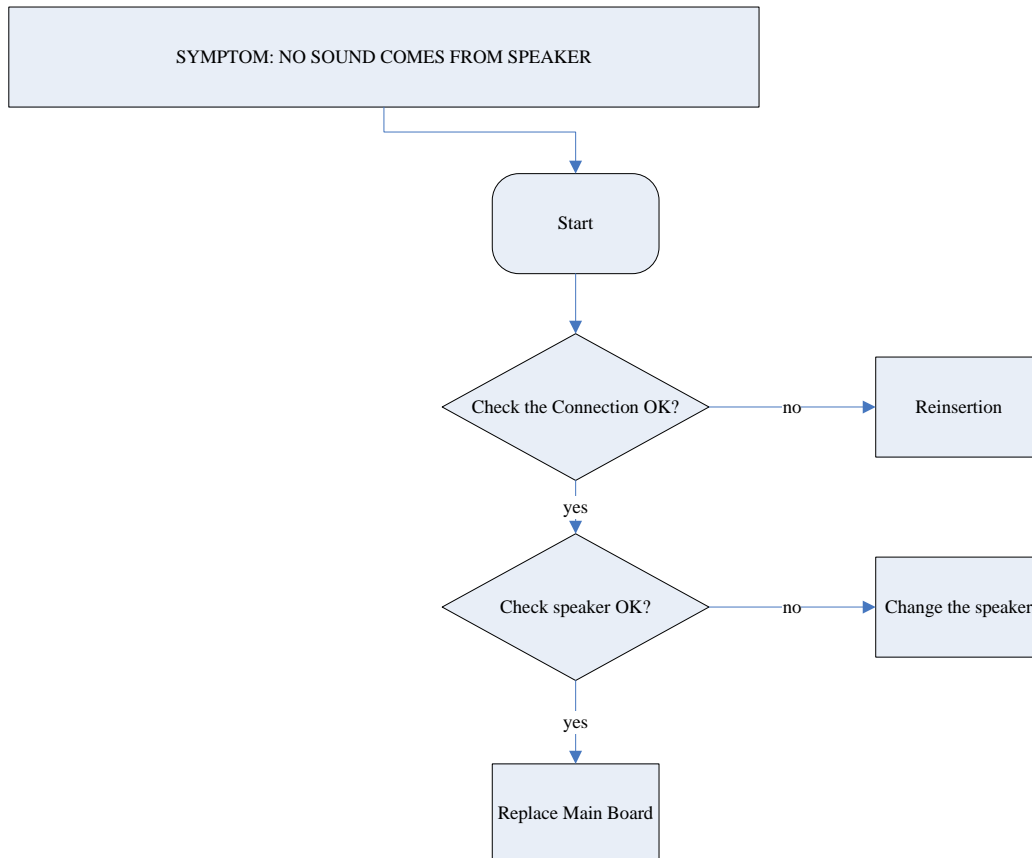 SYMPTOM: NO SOUND COMES FROM SPEAKER
Start
Check the Connection OK?
no
Reinsertion
yes
Check speaker OK?
no
Change the speaker
yes
Replace Main Board